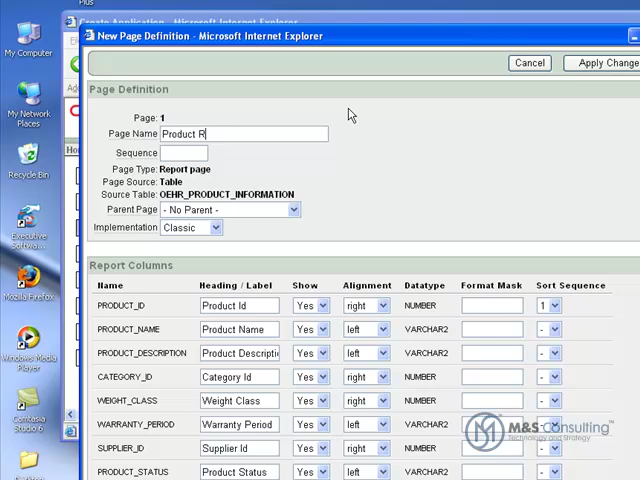 Plus
Create Application - Microsoft Internet Explorer
New Page Definition - Microsoft Internet Explorer
My Computer
My Network
Places
Recycle Bin
Executive
Softwa...
Mozilla Firefox
Windows Media
Player
Camtasia
Studio 6
Cancel
Apply Change
Page Definition
Page: 1
Page Name Product R
Sequence
Page Type: Report page
Page Source: Table
Source Table: OEHR_PRODUCT_INFORMATION
Parent Page - No Parent -
Implementation Classic
Report Columns
Name Heading / Label Show Alignment Datatype Format Mask Sort Sequence
PRODUCT_ID Product Id Yes right NUMBER 1
PRODUCT_NAME Product Name Yes left VARCHAR2 -
PRODUCT_DESCRIPTION Product Descripti Yes left VARCHAR2 -
CATEGORY_ID Category Id Yes right NUMBER -
WEIGHT_CLASS Weight Class Yes right NUMBER -
WARRANTY_PERIOD Warranty Period Yes left VARCHAR2 -
SUPPLIER_ID Supplier Id Yes right NUMBER -
PRODUCT_STATUS Product Status Yes left VARCHAR2 -
M&S Consulting™
Technology and Strategy